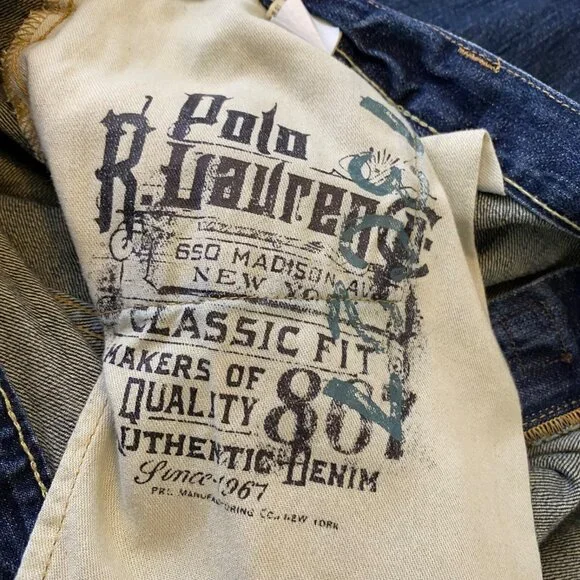 Polo
R. Lauren Co.
650 MADISON AVE
NEW YO
CLASSIC FIT
MAKERS OF
QUALITY 867
AUTHENTIC DENIM
Since 1967
PRO. MANUFACTURING CO., NEW YORK